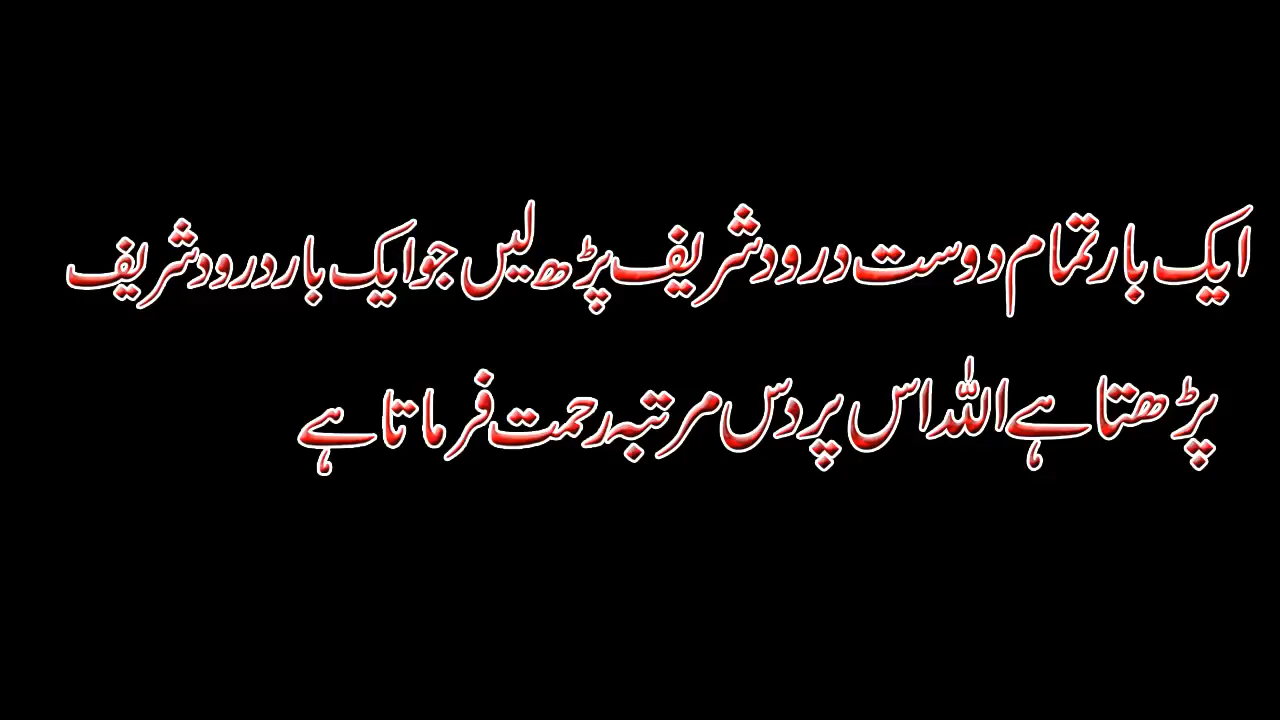 ایک بار تمام دوست درود شریف پڑھ لیں جو ایک بار درود شریف
پڑھتا ہے اللہ اس پر دس مرتبہ رحمت فرماتا ہے